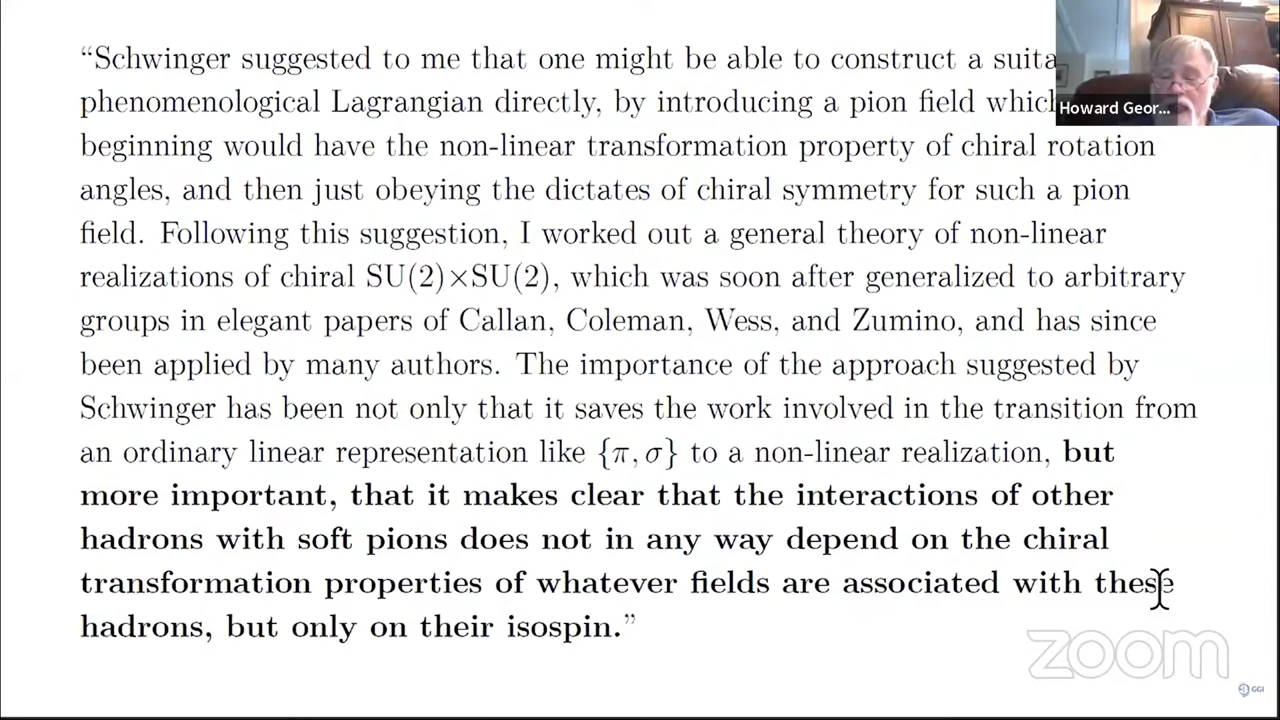 “Schwinger suggested to me that one might be able to construct a suita
phenomenological Lagrangian directly, by introducing a pion field whic
beginning would have the non-linear transformation property of chiral rotation
angles, and then just obeying the dictates of chiral symmetry for such a pion
field. Following this suggestion, I worked out a general theory of non-linear
realizations of chiral SU(2)×SU(2), which was soon after generalized to arbitrary
groups in elegant papers of Callan, Coleman, Wess, and Zumino, and has since
been applied by many authors. The importance of the approach suggested by
Schwinger has been not only that it saves the work involved in the transition from
an ordinary linear representation like {π, σ} to a non-linear realization, but
more important, that it makes clear that the interactions of other
hadrons with soft pions does not in any way depend on the chiral
transformation properties of whatever fields are associated with these
hadrons, but only on their isospin.”
Howard Geor...
zoom
GGI